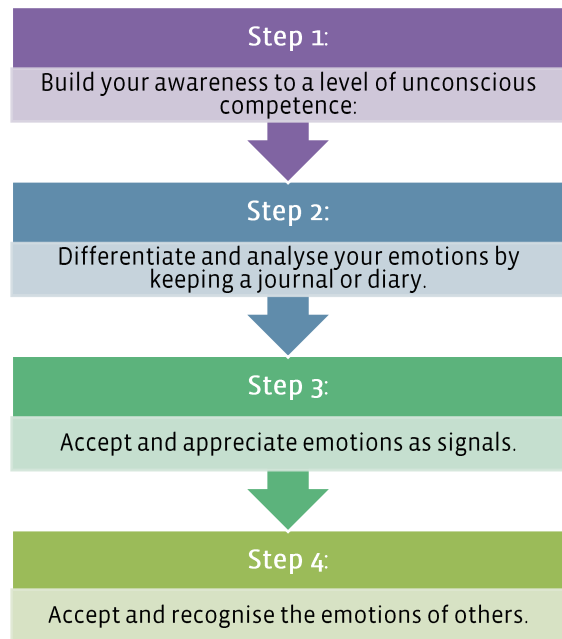 Step 1:
Build your awareness to a level of unconscious
competence:
Step 2:
Differentiate and analyse your emotions by
keeping a journal or diary.
Step 3:
Accept and appreciate emotions as signals.
Step 4:
Accept and recognise the emotions of others.